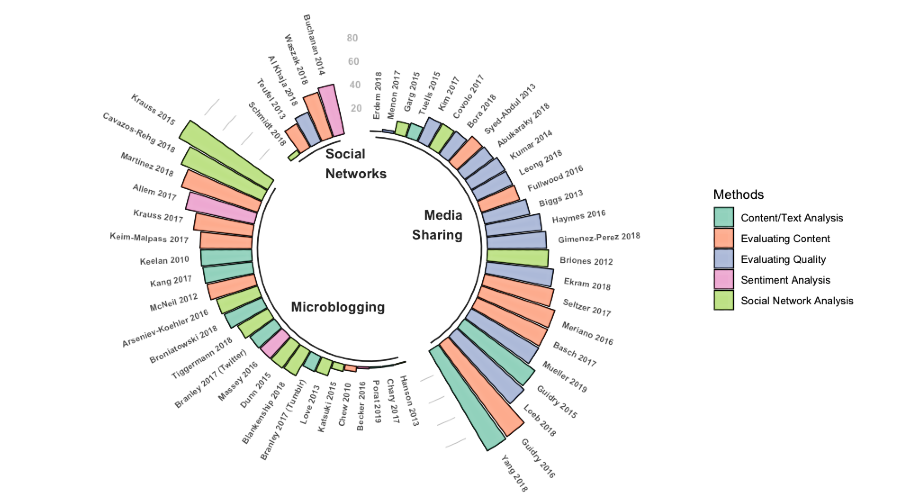 80
60
40
20
Erdem 2018
Menon 2017
Garg 2015
Tuells 2015
Kim 2017
Covolo 2017
Bora 2018
Syed-Abdul 2013
Abukaraky 2018
Kumar 2014
Leong 2018
Fullwood 2016
Biggs 2013
Haynes 2016
Gimenez-Perez 2018
Briones 2012
Ekram 2018
Seltzer 2017
Meriano 2016
Basch 2017
Mueller 2019
Guidry 2015
Loeb 2018
Guidry 2016
Yang 2018
Hanson 2013
Chary 2017
Porat 2019
Becker 2016
Chew 2010
Katsuki 2015
Love 2013
Branley 2017 (Tumblr)
Blankenship 2018
Dunn 2015
Massey 2016
Branley 2017 (Twitter)
Tiggermann 2018
Breniatowski 2018
Arseniev-Koehler 2016
McNeil 2012
Kang 2017
Keelan 2010
Keim-Malpass 2017
Krauss 2017
Allem 2017
Martinez 2018
Cavazos-Rehg 2018
Krauss 2015
Schmidt 2018
Teufel 2013
Al Khaja 2018
Waszak 2018
Buchanan 2014
Social
Networks
Media
Sharing
Microblogging
Methods
Content/Text Analysis
Evaluating Content
Evaluating Quality
Sentiment Analysis
Social Network Analysis